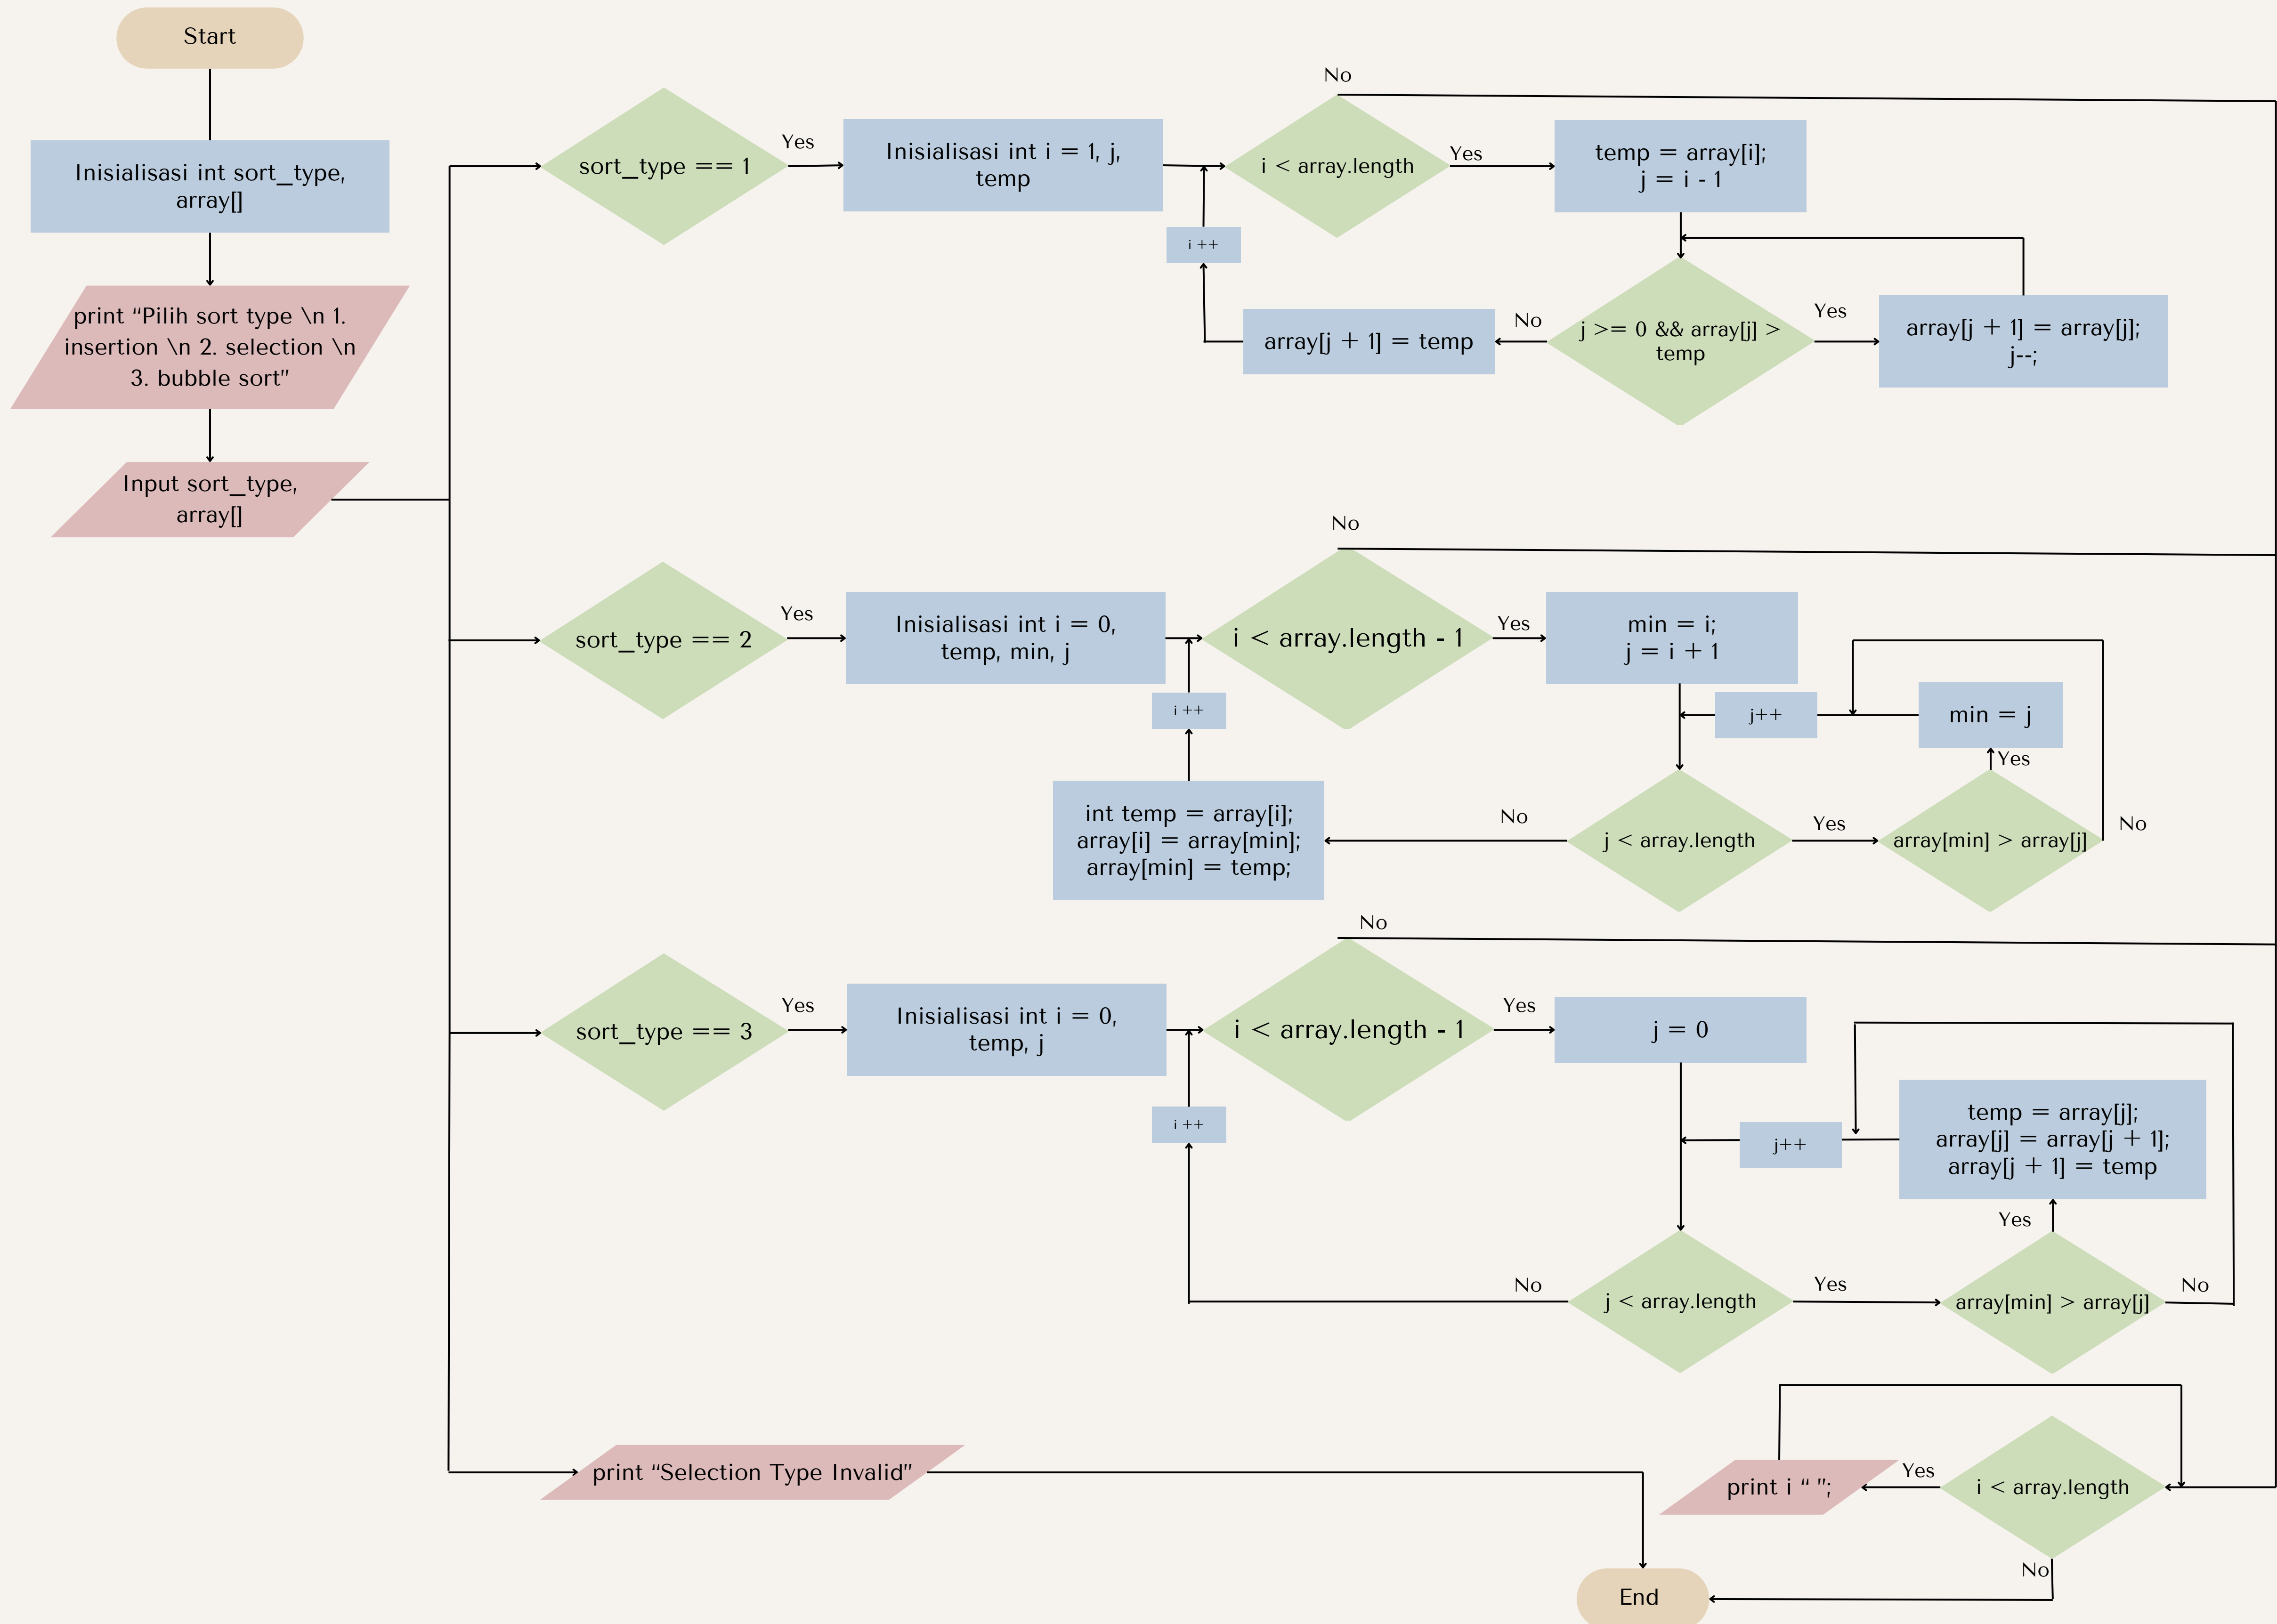 Start
Inisialisasi int sort_type,
array[]
print “Pilih sort type \n 1.
insertion \n 2. selection \n
3. bubble sort”
Input sort_type,
array[]
sort_type == 1
Yes
Inisialisasi int i = 1, j,
temp
No
i < array.length
Yes
temp = array[i];
j = i - 1
i ++
array[j + 1] = temp
No
j >= 0 && array[j] >
temp
Yes
array[j + 1] = array[j];
j--;
sort_type == 2
Yes
Inisialisasi int i = 0,
temp, min, j
No
i < array.length - 1
Yes
min = i;
j = i + 1
i ++
j++
min = j
Yes
int temp = array[i];
array[i] = array[min];
array[min] = temp;
No
j < array.length
Yes
array[min] > array[j]
No
sort_type == 3
Yes
Inisialisasi int i = 0,
temp, j
No
i < array.length - 1
Yes
j = 0
i ++
j++
temp = array[j];
array[j] = array[j + 1];
array[j + 1] = temp
Yes
No
j < array.length
Yes
array[min] > array[j]
No
print “Selection Type Invalid”
print i “ ”;
Yes
i < array.length
No
End